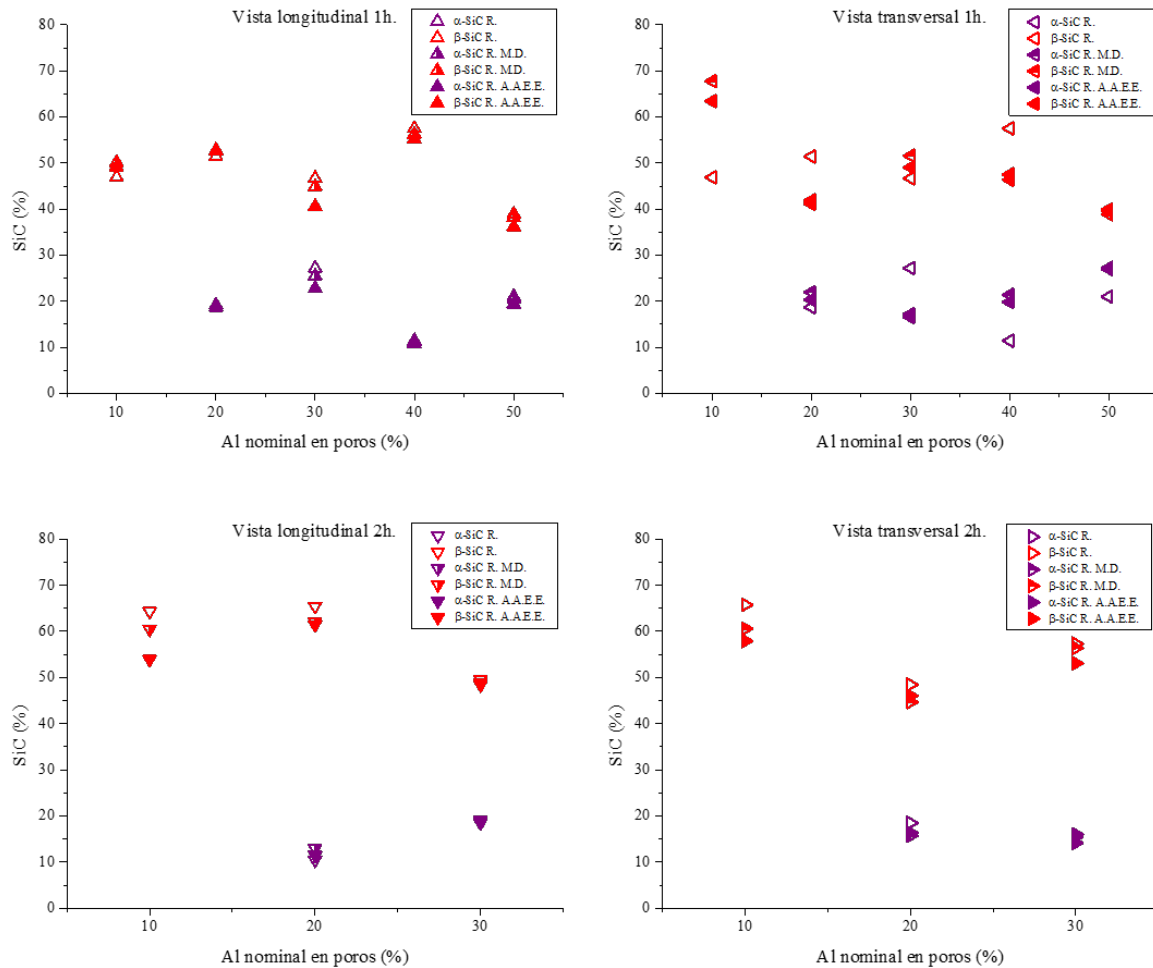 Vista longitudinal 1h.
α-SiC R.
β-SiC R.
α-SiC R. M.D.
β-SiC R. M.D.
α-SiC R. A.A.E.E.
β-SiC R. A.A.E.E.
80
70
60
50
40
30
20
10
0
SiC (%)
10 20 30 40 50
Al nominal en poros (%)
Vista transversal 1h.
α-SiC R.
β-SiC R.
α-SiC R. M.D.
β-SiC R. M.D.
α-SiC R. A.A.E.E.
β-SiC R. A.A.E.E.
80
70
60
50
40
30
20
10
0
SiC (%)
10 20 30 40 50
Al nominal en poros (%)
Vista longitudinal 2h.
α-SiC R.
β-SiC R.
α-SiC R. M.D.
β-SiC R. M.D.
α-SiC R. A.A.E.E.
β-SiC R. A.A.E.E.
80
70
60
50
40
30
20
10
0
SiC (%)
10 20 30
Al nominal en poros (%)
Vista transversal 2h.
α-SiC R.
β-SiC R.
α-SiC R. M.D.
β-SiC R. M.D.
α-SiC R. A.A.E.E.
β-SiC R. A.A.E.E.
80
70
60
50
40
30
20
10
0
SiC (%)
10 20 30
Al nominal en poros (%)